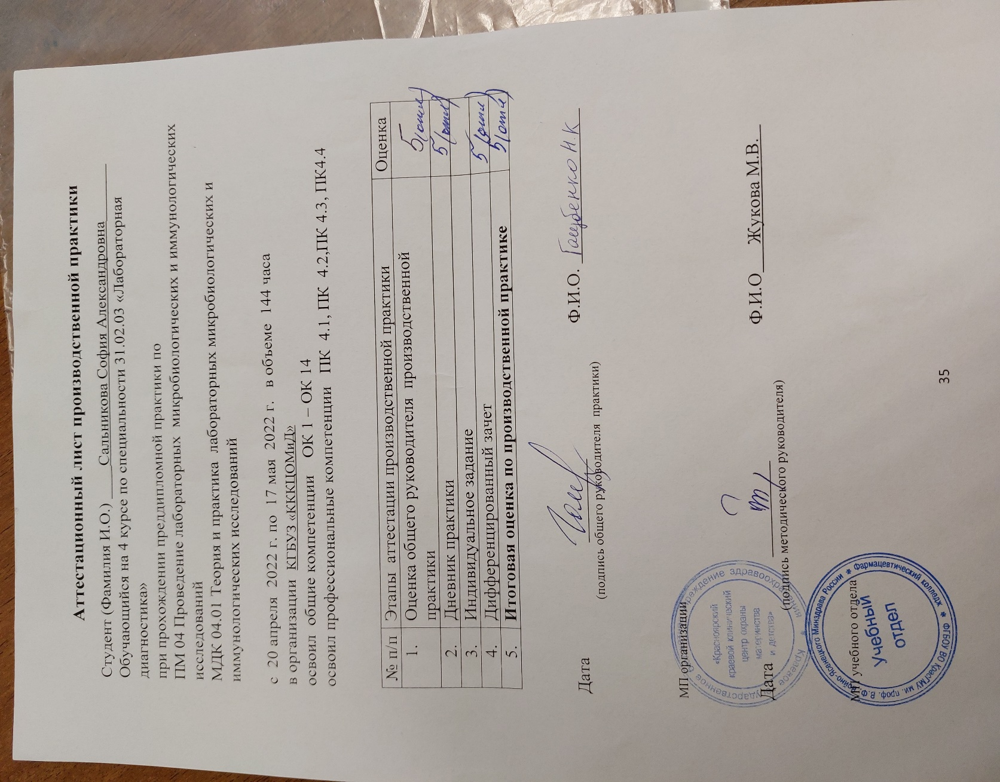 Аттестационный лист производственной практики
Студент (Фамилия И.О.) Сальникова София Александровна
Обучающийся на 4 курсе по специальности 31.02.03 «Лабораторная
диагностика»
при прохождении преддипломной практики по
ПМ 04 Проведение лабораторных микробиологических и иммунологических
исследований
МДК 04.01 Теория и практика лабораторных микробиологических и
иммунологических исследований
с 20 апреля 2022 г. по 17 мая 2022 г. в объеме 144 часа
в организации КГБУЗ «КККЦОМиД»
освоил общие компетенции ОК 1 – ОК 14
освоил профессиональные компетенции ПК 4.1, ПК 4.2,ПК 4.3, ПК4.4
№ п/п Этапы аттестации производственной практики Оценка
1. Оценка общего руководителя производственной 5(отл)
практики
2. Дневник практики 5(отл)
3. Индивидуальное задание 5(отл)
4. Дифференцированный зачет 5(отл)
5. Итоговая оценка по производственной практике
Дата Ф.И.О. Н.К
(подпись общего руководителя практики)
МП организации
Государственное учреждение здравоохранения
Краевое
«Красноярский
краевой клинический
центр охраны
материнства
и детства»
Дата Ф.И.О Жукова М.В.
(подпись методического руководителя)
МП учебного отдела
Фармацевтический колледж * ФГБОУ ВО КрасГМУ им. проф. В.Ф. Войно-Ясенецкого Минздрава России *
Учебный
отдел
35